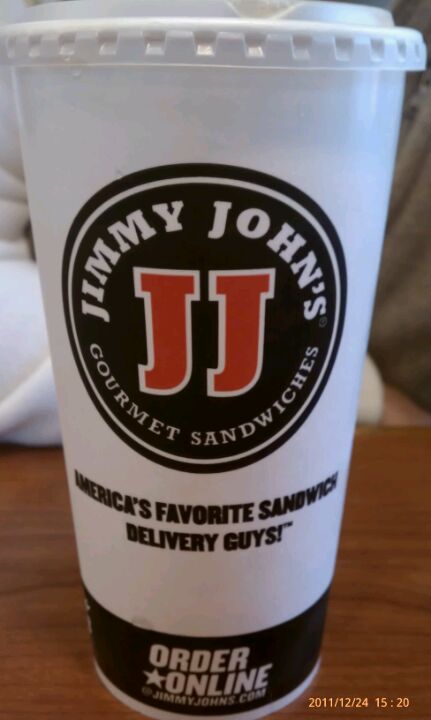 JIMMY JOHN'S®
JJ
GOURMET SANDWICHES
AMERICA'S FAVORITE SANDWICH
DELIVERY GUYS!™
ORDER
★ONLINE
@JIMMYJOHNS.COM
2011/12/24 15:20